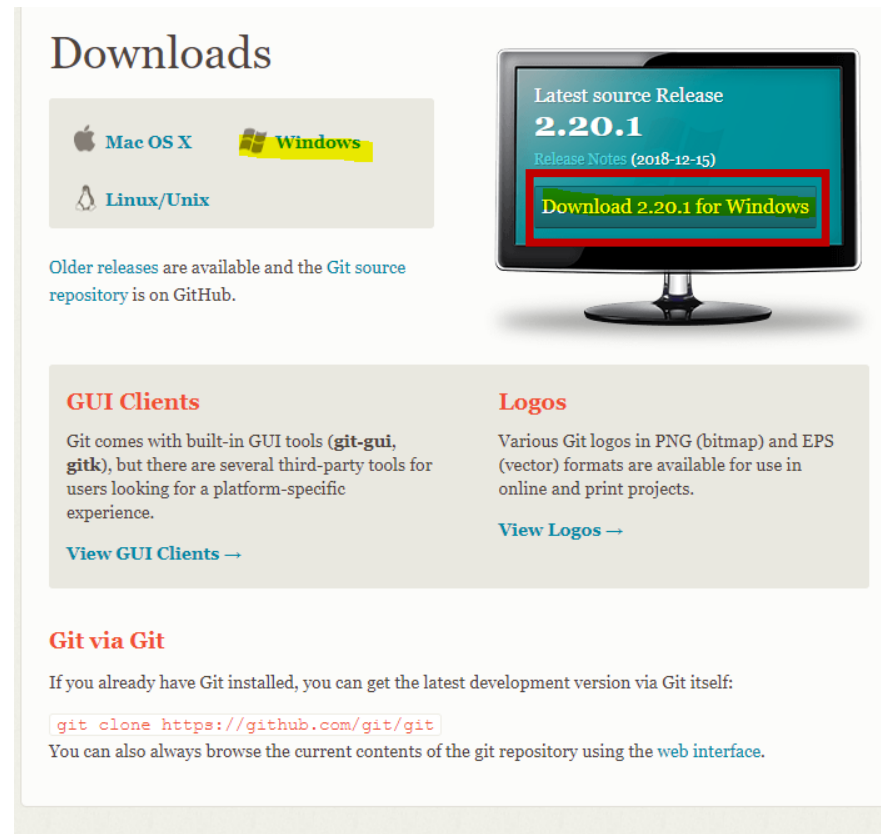 Downloads
Mac OS X
Windows
Linux/Unix
Older releases are available and the Git source
repository is on GitHub.
Latest source Release
2.20.1
Release Notes (2018-12-15)
Download 2.20.1 for Windows
GUI Clients
Git comes with built-in GUI tools (git-gui,
gitk), but there are several third-party tools for
users looking for a platform-specific
experience.
View GUI Clients →
Logos
Various Git logos in PNG (bitmap) and EPS
(vector) formats are available for use in
online and print projects.
View Logos →
Git via Git
If you already have Git installed, you can get the latest development version via Git itself:
git clone https://github.com/git/git
You can also always browse the current contents of the git repository using the web interface.